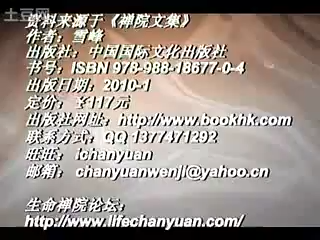 土豆网
资料来源于《禅院文集》
作者：雪峰
出版社：中国国际文化出版社
书号：ISBN 978-988-18677-0-4
出版日期：2010-1
定价：￥117元
出版社网址：http://www.bookhk.com
联系方式：QQ 1377471292
旺旺：ichanyuan
邮箱：chanyuanwenji@yahoo.cn
生命禅院论坛：
http://www.lifechanyuan.com/